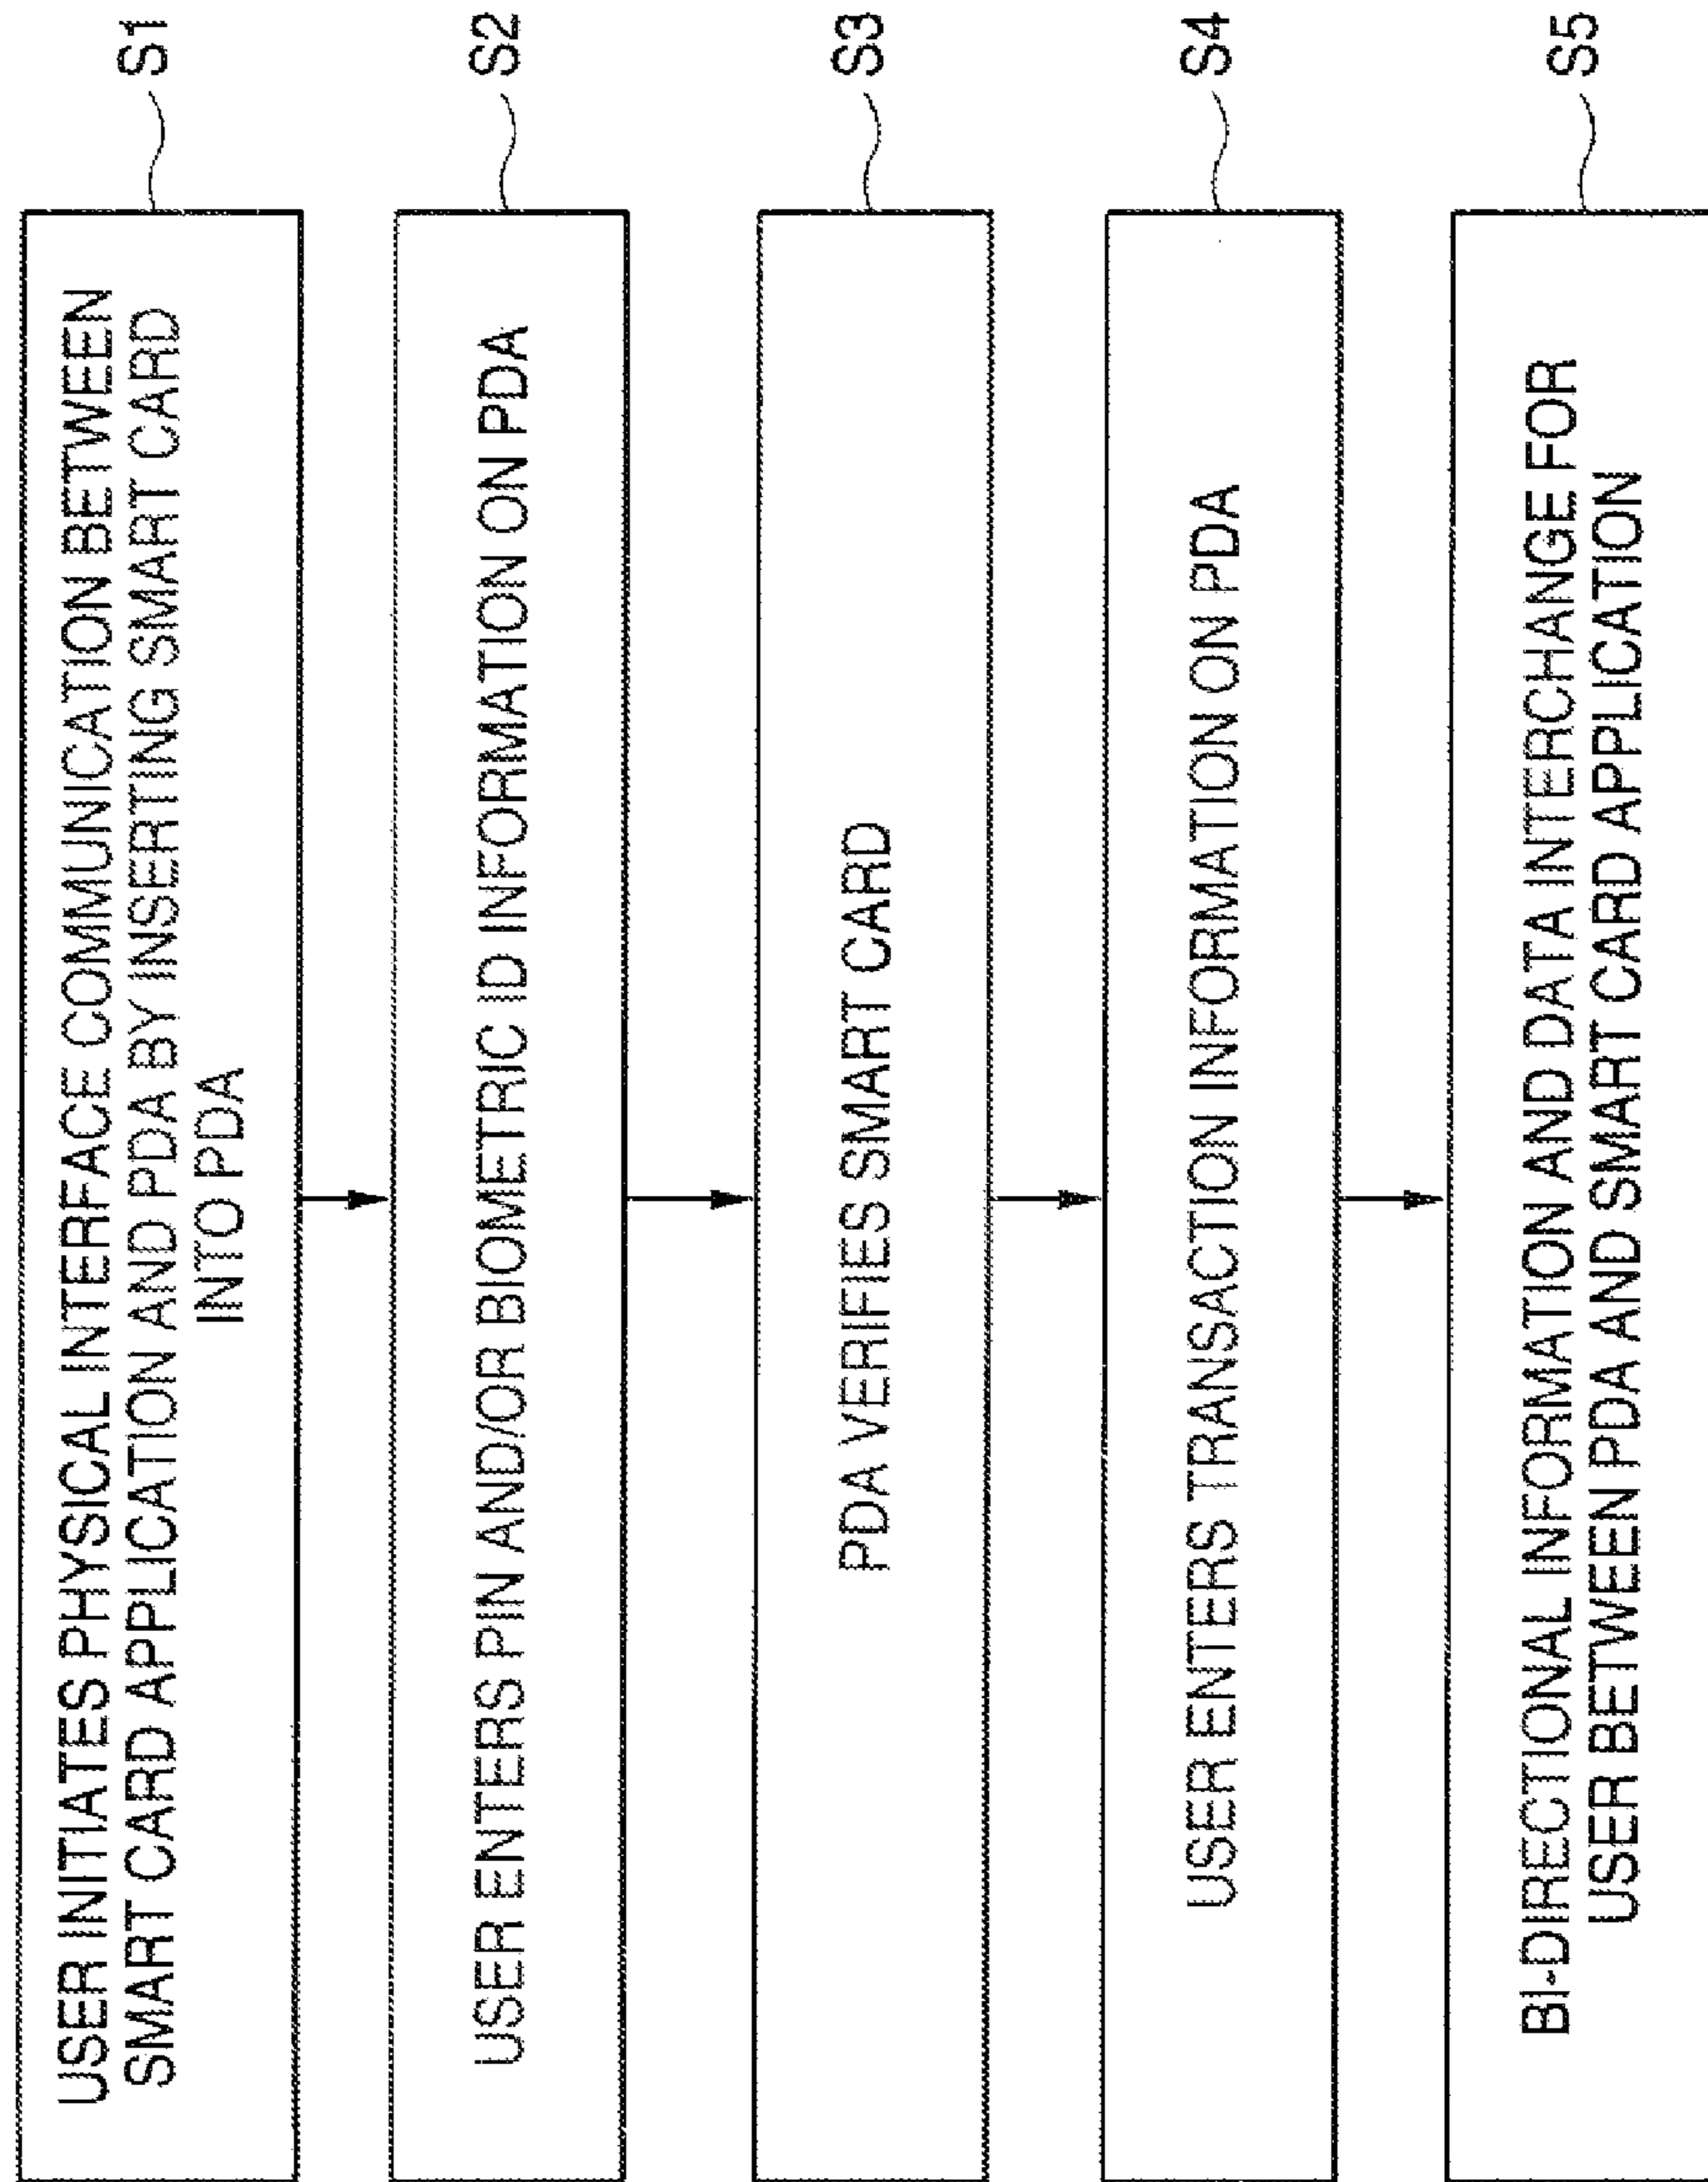 USER INITIATES PHYSICAL INTERFACE COMMUNICATION BETWEEN
SMART CARD APPLICATION AND PDA BY INSERTING SMART CARD
INTO PDA
S1
USER ENTERS PIN AND/OR BIOMETRIC ID INFORMATION ON PDA
S2
PDA VERIFIES SMART CARD
S3
USER ENTERS TRANSACTION INFORMATION ON PDA
S4
BI-DIRECTIONAL INFORMATION AND DATA INTERCHANGE FOR
USER BETWEEN PDA AND SMART CARD APPLICATION
S5